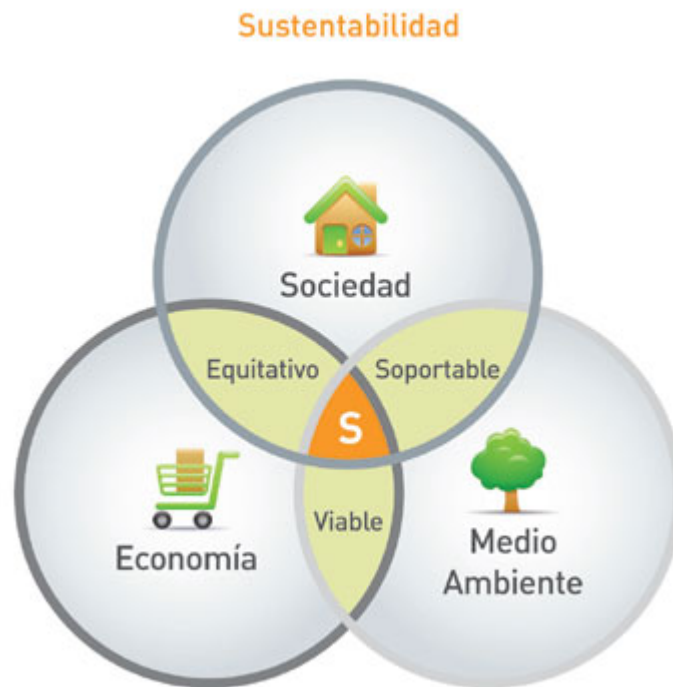 Sustentabilidad
Sociedad
Equitativo
Soportable
S
Viable
Economía
Medio
Ambiente